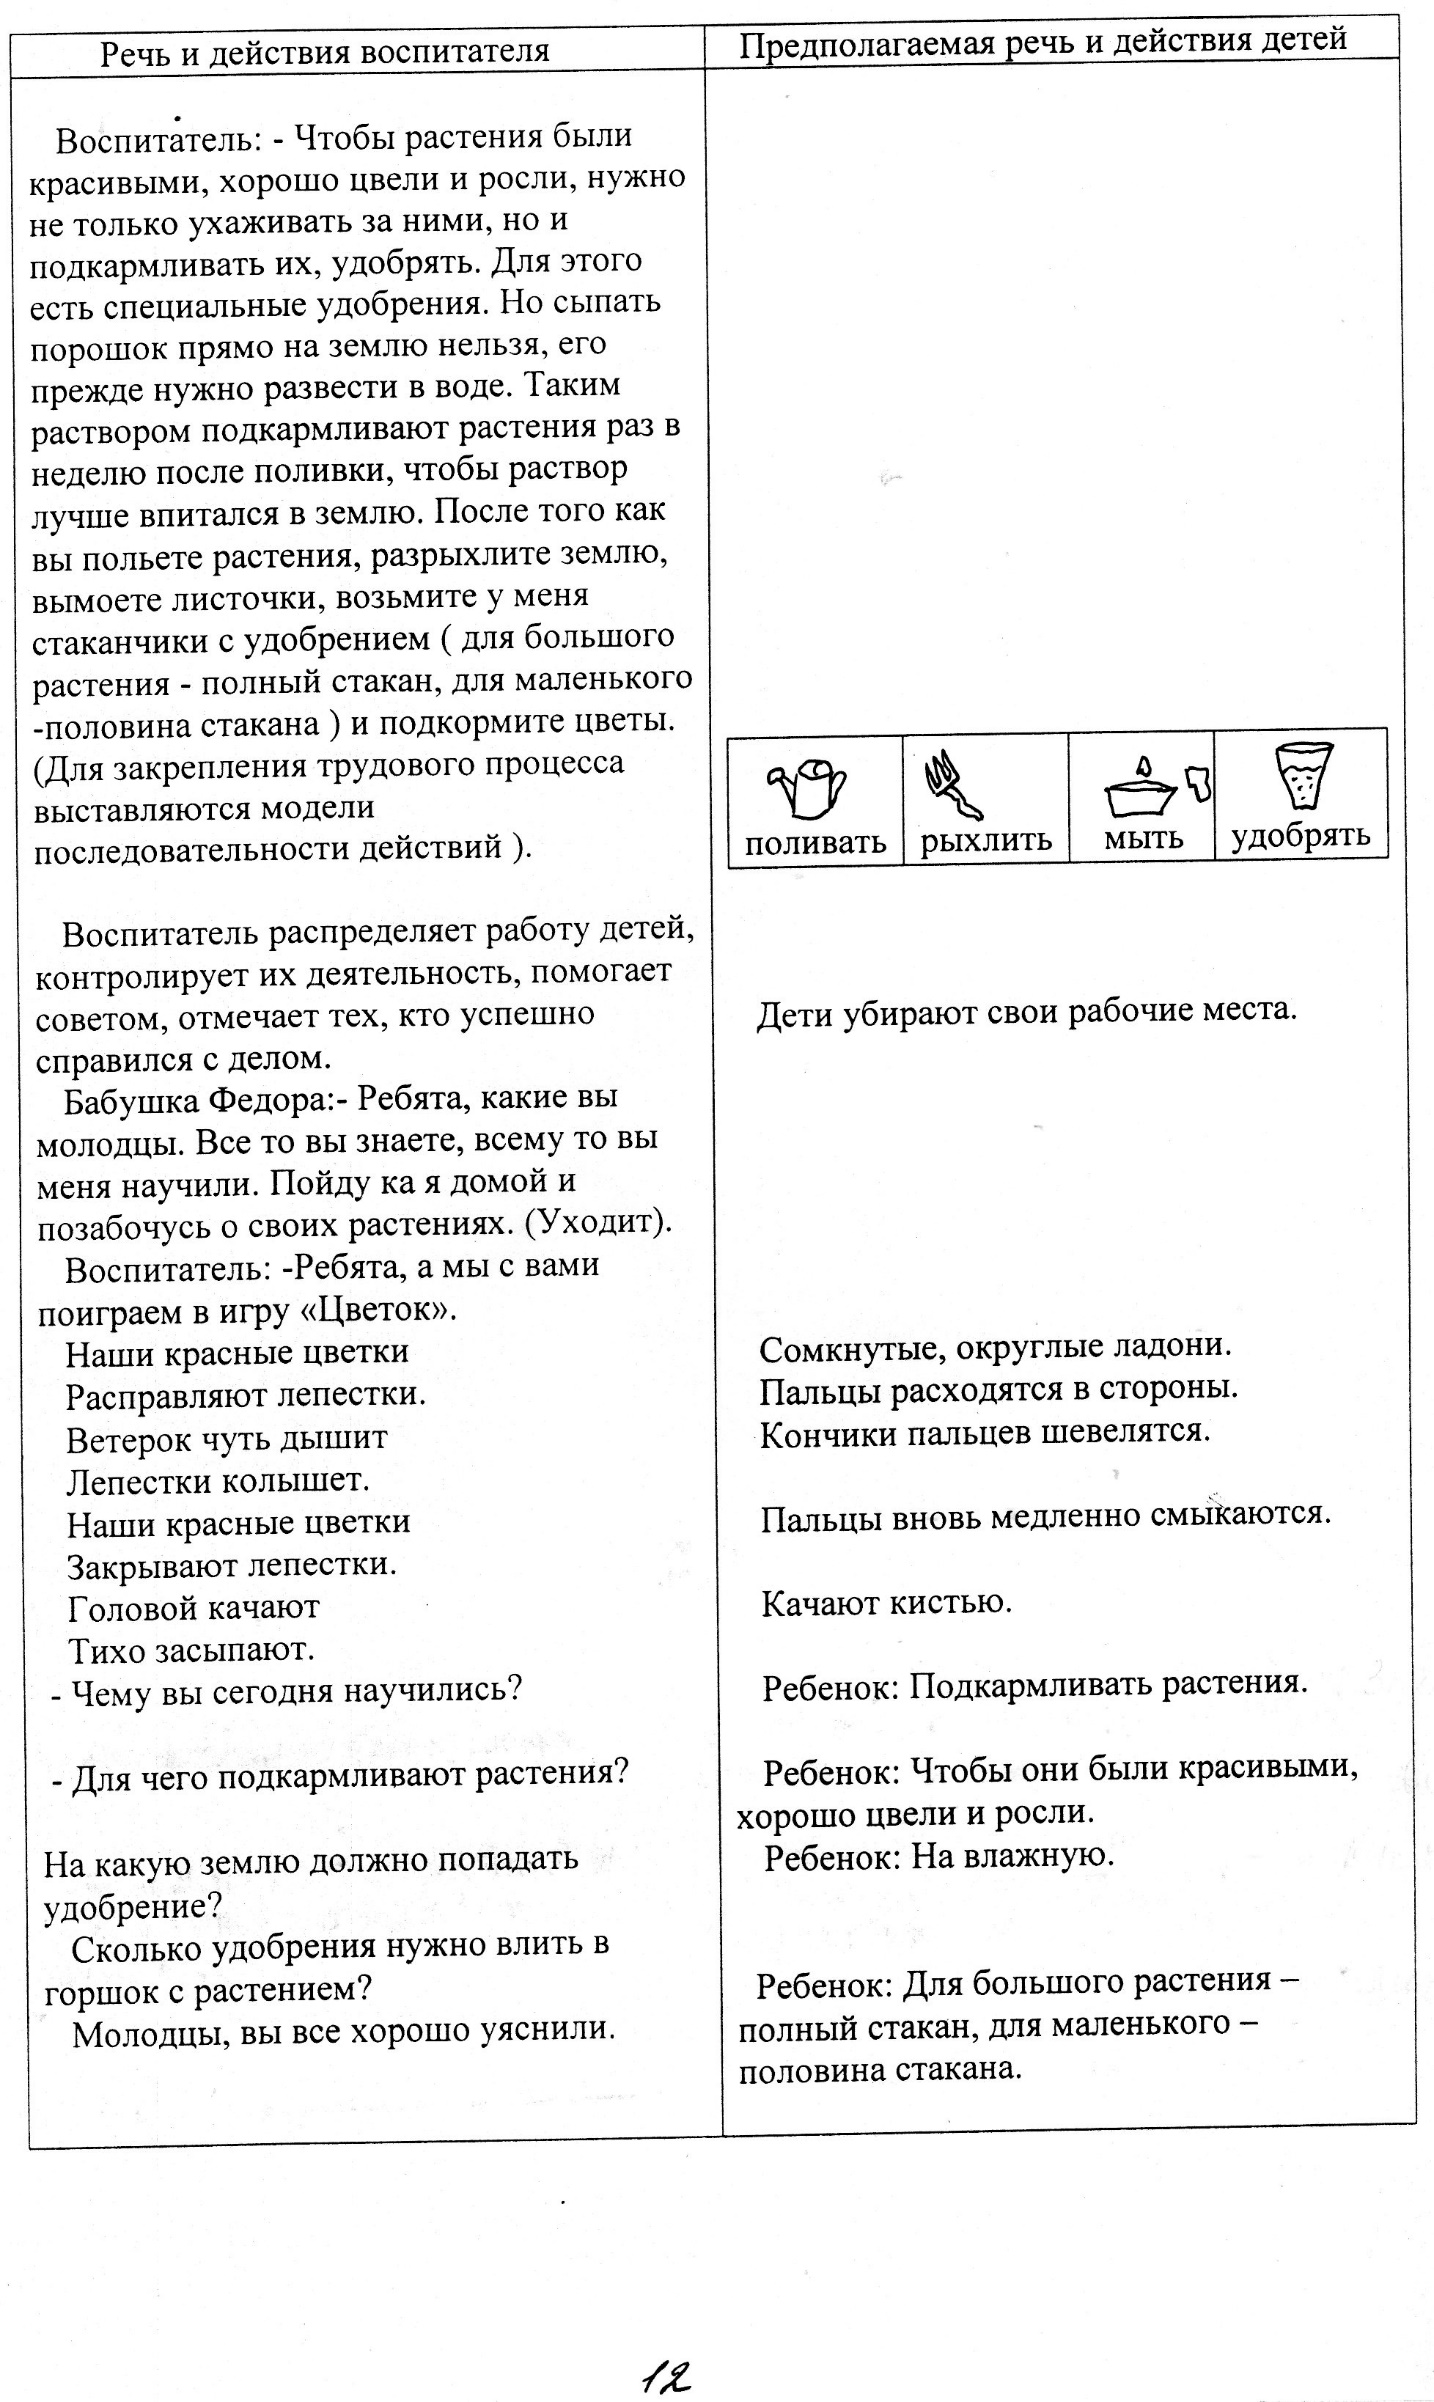 Речь и действия воспитателя
Предполагаемая речь и действия детей
Воспитатель: - Чтобы растения были
красивыми, хорошо цвели и росли, нужно
не только ухаживать за ними, но и
подкармливать их, удобрять. Для этого
есть специальные удобрения. Но сыпать
порошок прямо на землю нельзя, его
прежде нужно развести в воде. Таким
раствором подкармливают растения раз в
неделю после поливки, чтобы раствор
лучше впитался в землю. После того как
вы польете растения, разрыхлите землю,
вымоете листочки, возьмите у меня
стаканчики с удобрением ( для большого
растения - полный стакан, для маленького
-половина стакана ) и подкормите цветы.
(Для закрепления трудового процесса
выставляются модели
последовательности действий ).
поливать
рыхлить
мыть
удобрять
Воспитатель распределяет работу детей,
контролирует их деятельность, помогает
советом, отмечает тех, кто успешно
справился с делом.
Дети убирают свои рабочие места.
Бабушка Федора:- Ребята, какие вы
молодцы. Все то вы знаете, всему то вы
меня научили. Пойду ка я домой и
позабочусь о своих растениях. (Уходит).
Воспитатель: -Ребята, а мы с вами
поиграем в игру «Цветок».
Наши красные цветки
Сомкнутые, округлые ладони.
Расправляют лепестки.
Пальцы расходятся в стороны.
Ветерок чуть дышит
Кончики пальцев шевелятся.
Лепестки колышет.
Наши красные цветки
Пальцы вновь медленно смыкаются.
Закрывают лепестки.
Головой качают
Качают кистью.
Тихо засыпают.
- Чему вы сегодня научились?
Ребенок: Подкармливать растения.
- Для чего подкармливают растения?
Ребенок: Чтобы они были красивыми,
хорошо цвели и росли.
На какую землю должно попадать
удобрение?
Ребенок: На влажную.
Сколько удобрения нужно влить в
горшок с растением?
Ребенок: Для большого растения –
полный стакан, для маленького –
половина стакана.
Молодцы, вы все хорошо уяснили.
12